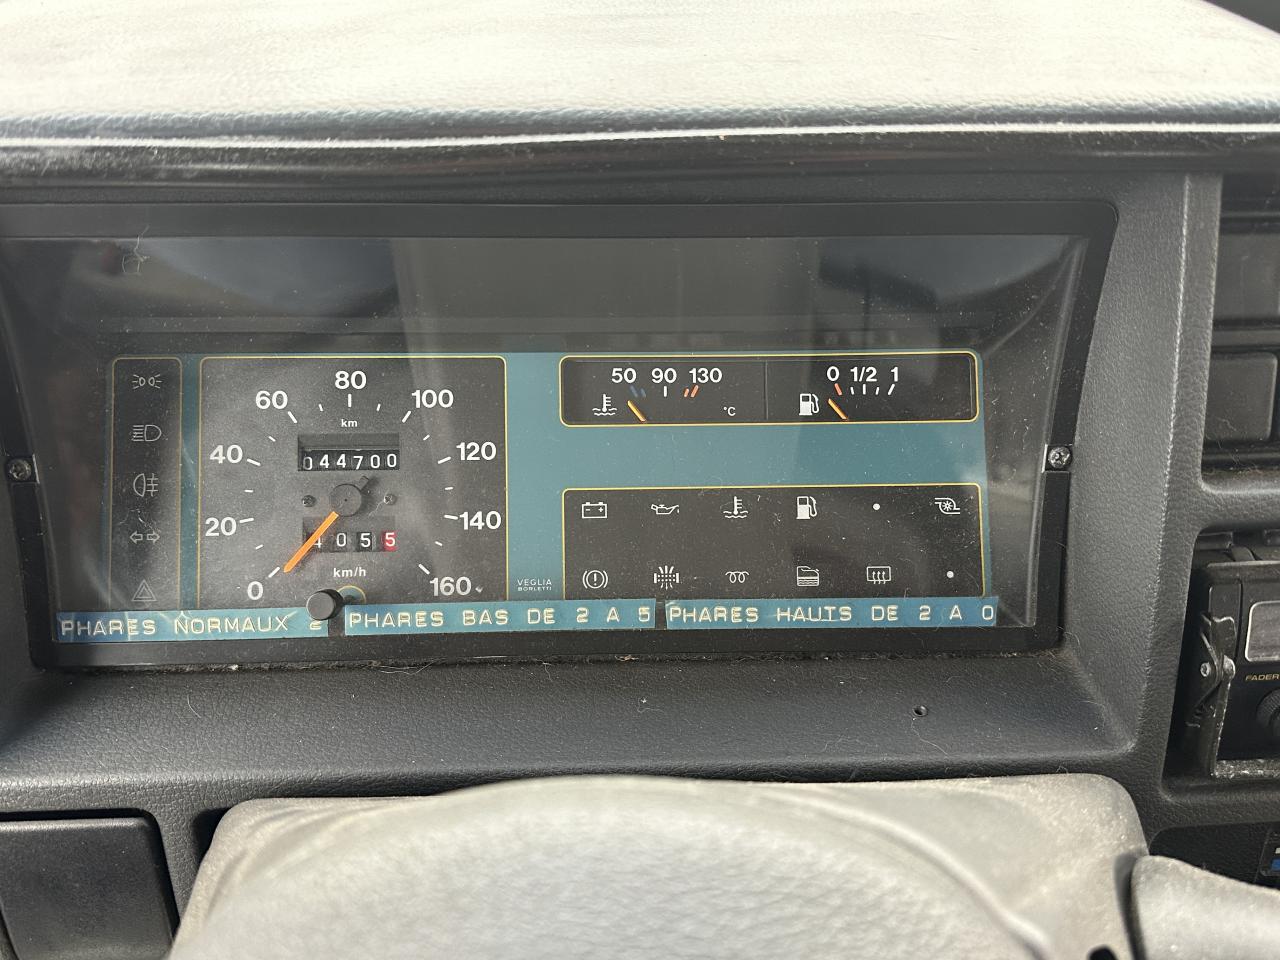 80
60
100
50 90 130
0 1/2 1
km
°C
40
120
044700
20
140
4055
km/h
0
160
VEGLIA
BORLETTI
PHARES NORMAUX 2
PHARES BAS DE 2 A 5
PHARES HAUTS DE 2 A 0
FADER